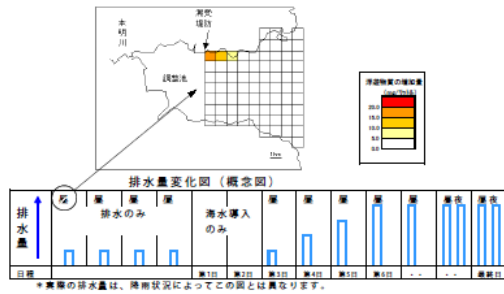 本明川
潮受
堤防
調整池
1km
浮遊物質の増加量
(mg/㍑)
20.0
15.0
10.0
5.0
0.0
排水量変化図(概念図)
排水量
昼 昼 昼 昼 昼 昼 昼 昼 昼 昼夜 昼夜
排水のみ
海水導入
のみ
日程 第1日 第2日 第3日 第4日 第5日 第6日 ‐‐ ‐‐ 最終日
*実際の排水量は、降雨状況によってこの図とは異なります。